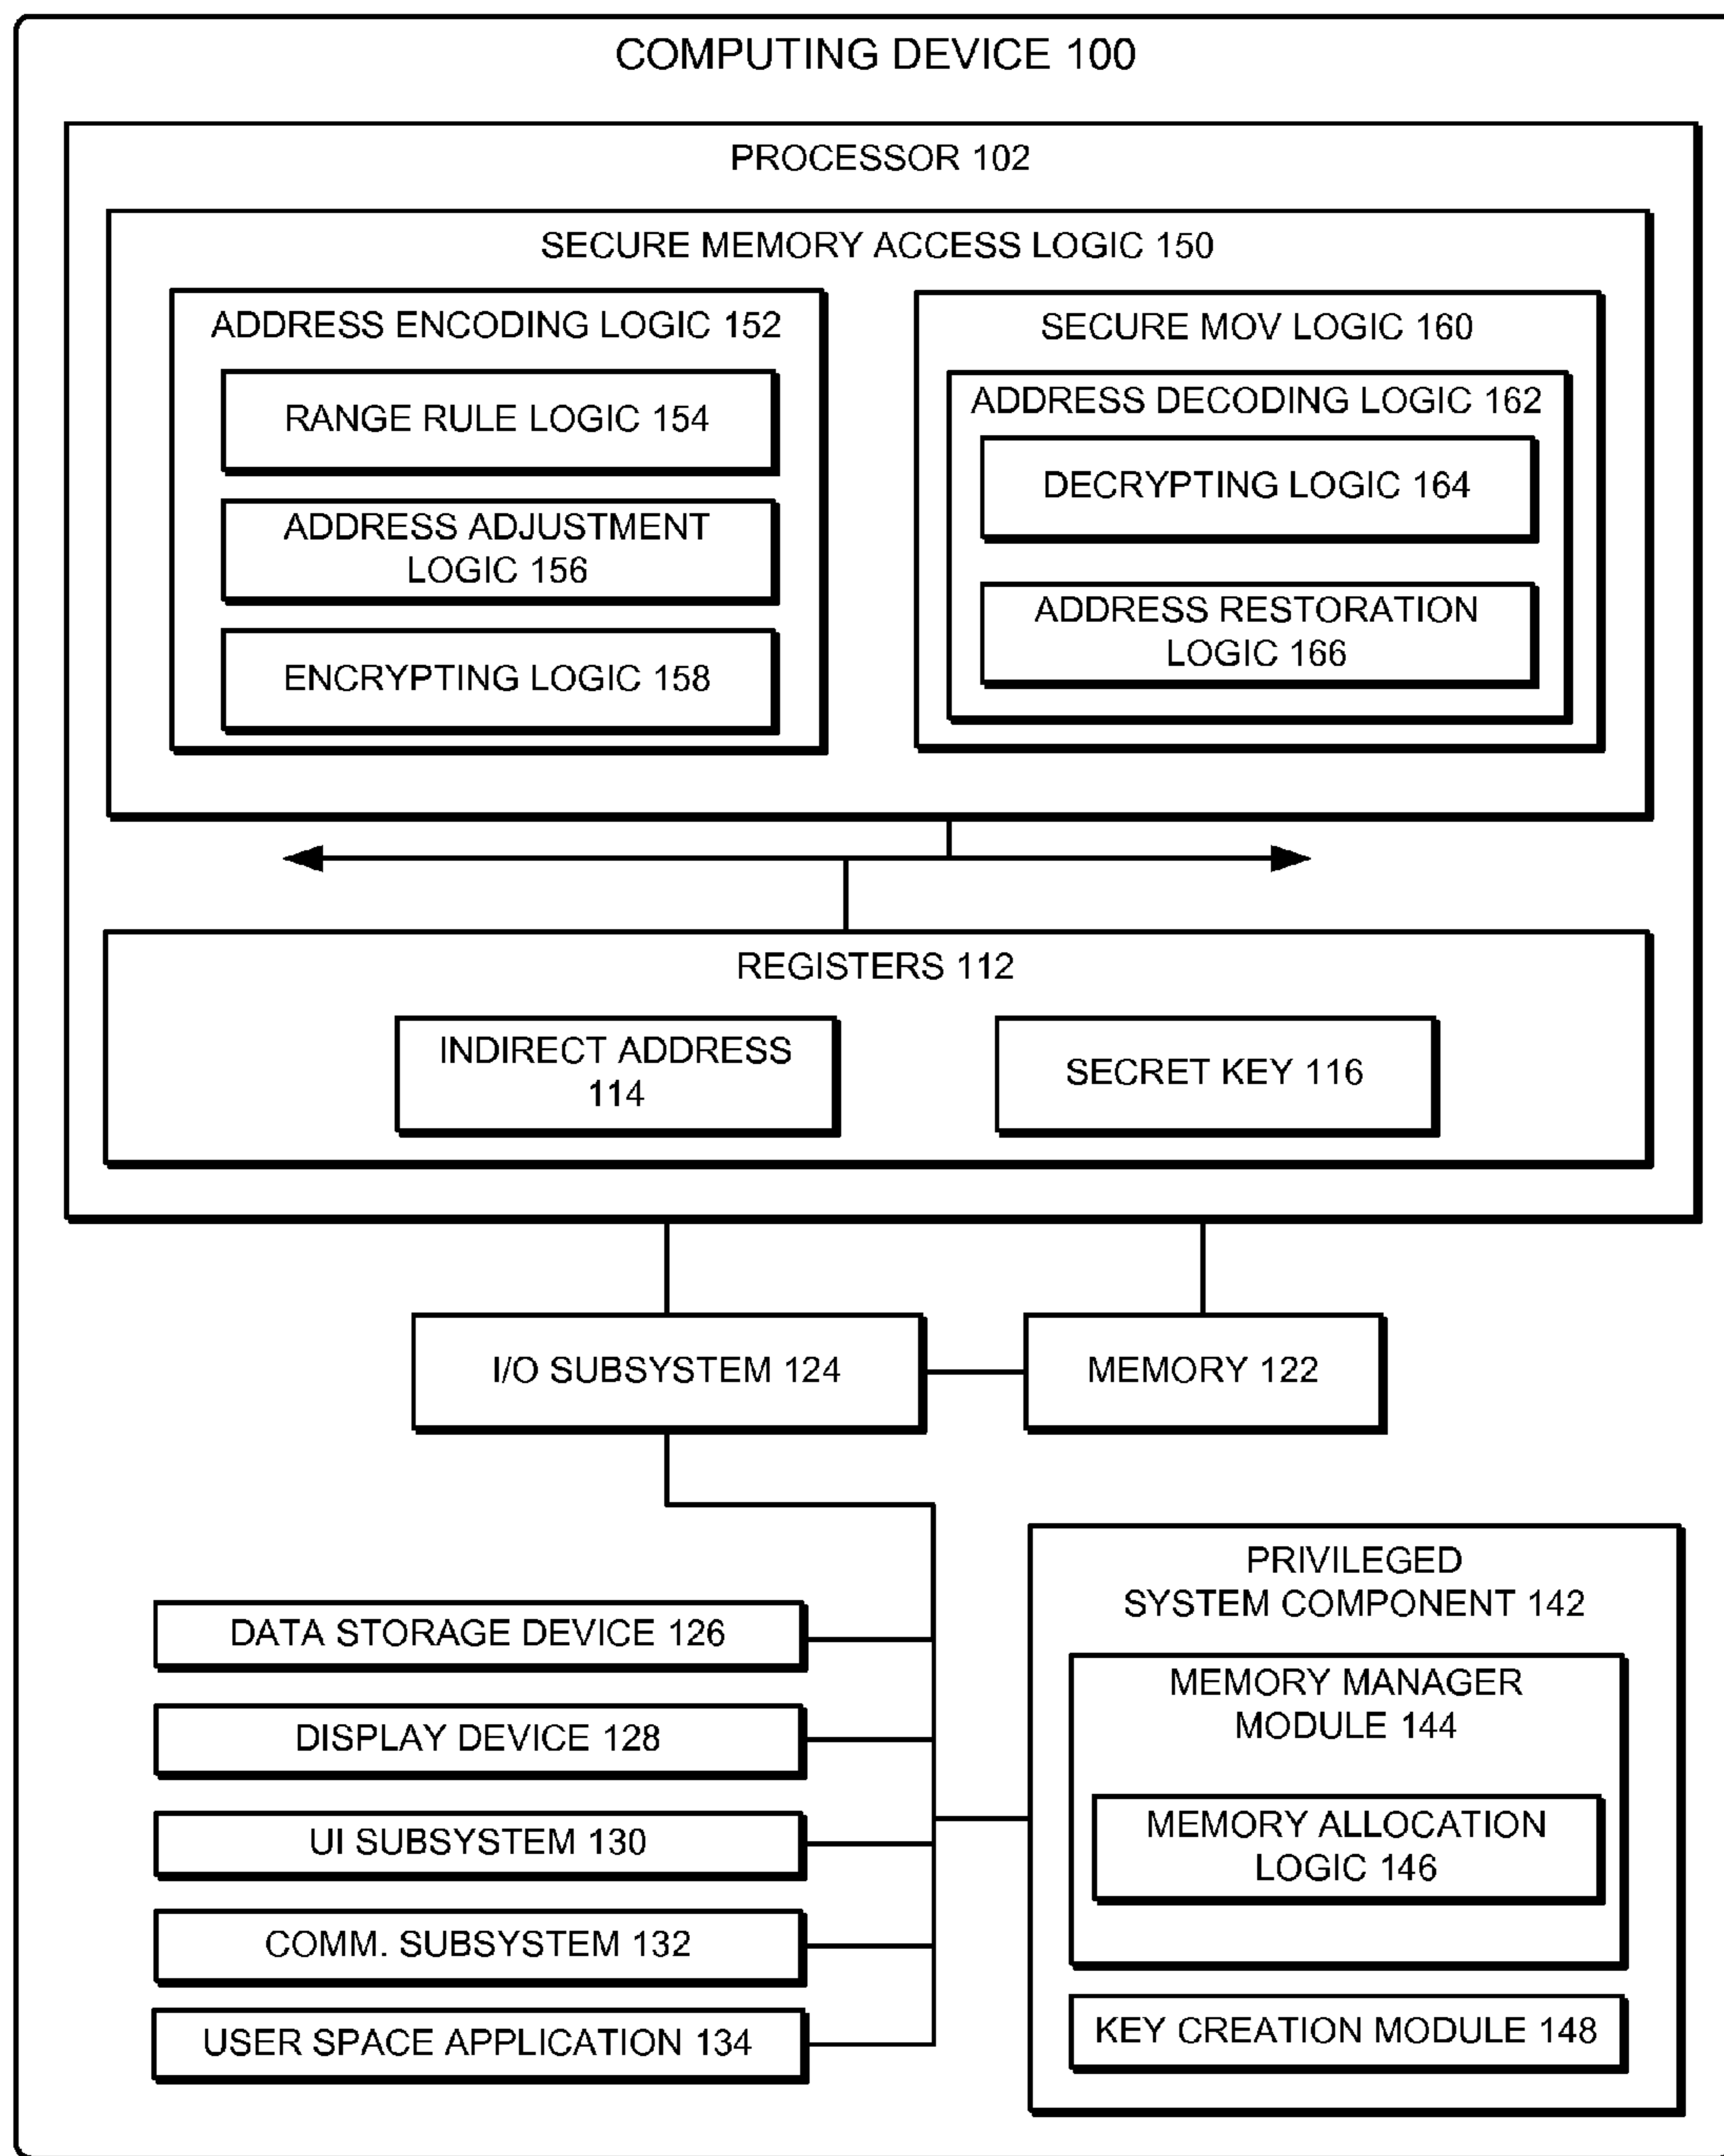 COMPUTING DEVICE 100
PROCESSOR 102
SECURE MEMORY ACCESS LOGIC 150
ADDRESS ENCODING LOGIC 152
RANGE RULE LOGIC 154
ADDRESS ADJUSTMENT
LOGIC 156
ENCRYPTING LOGIC 158
SECURE MOV LOGIC 160
ADDRESS DECODING LOGIC 162
DECRYPTING LOGIC 164
ADDRESS RESTORATION
LOGIC 166
REGISTERS 112
INDIRECT ADDRESS
114
SECRET KEY 116
I/O SUBSYSTEM 124
MEMORY 122
DATA STORAGE DEVICE 126
DISPLAY DEVICE 128
UI SUBSYSTEM 130
COMM. SUBSYSTEM 132
USER SPACE APPLICATION 134
PRIVILEGED
SYSTEM COMPONENT 142
MEMORY MANAGER
MODULE 144
MEMORY ALLOCATION
LOGIC 146
KEY CREATION MODULE 148